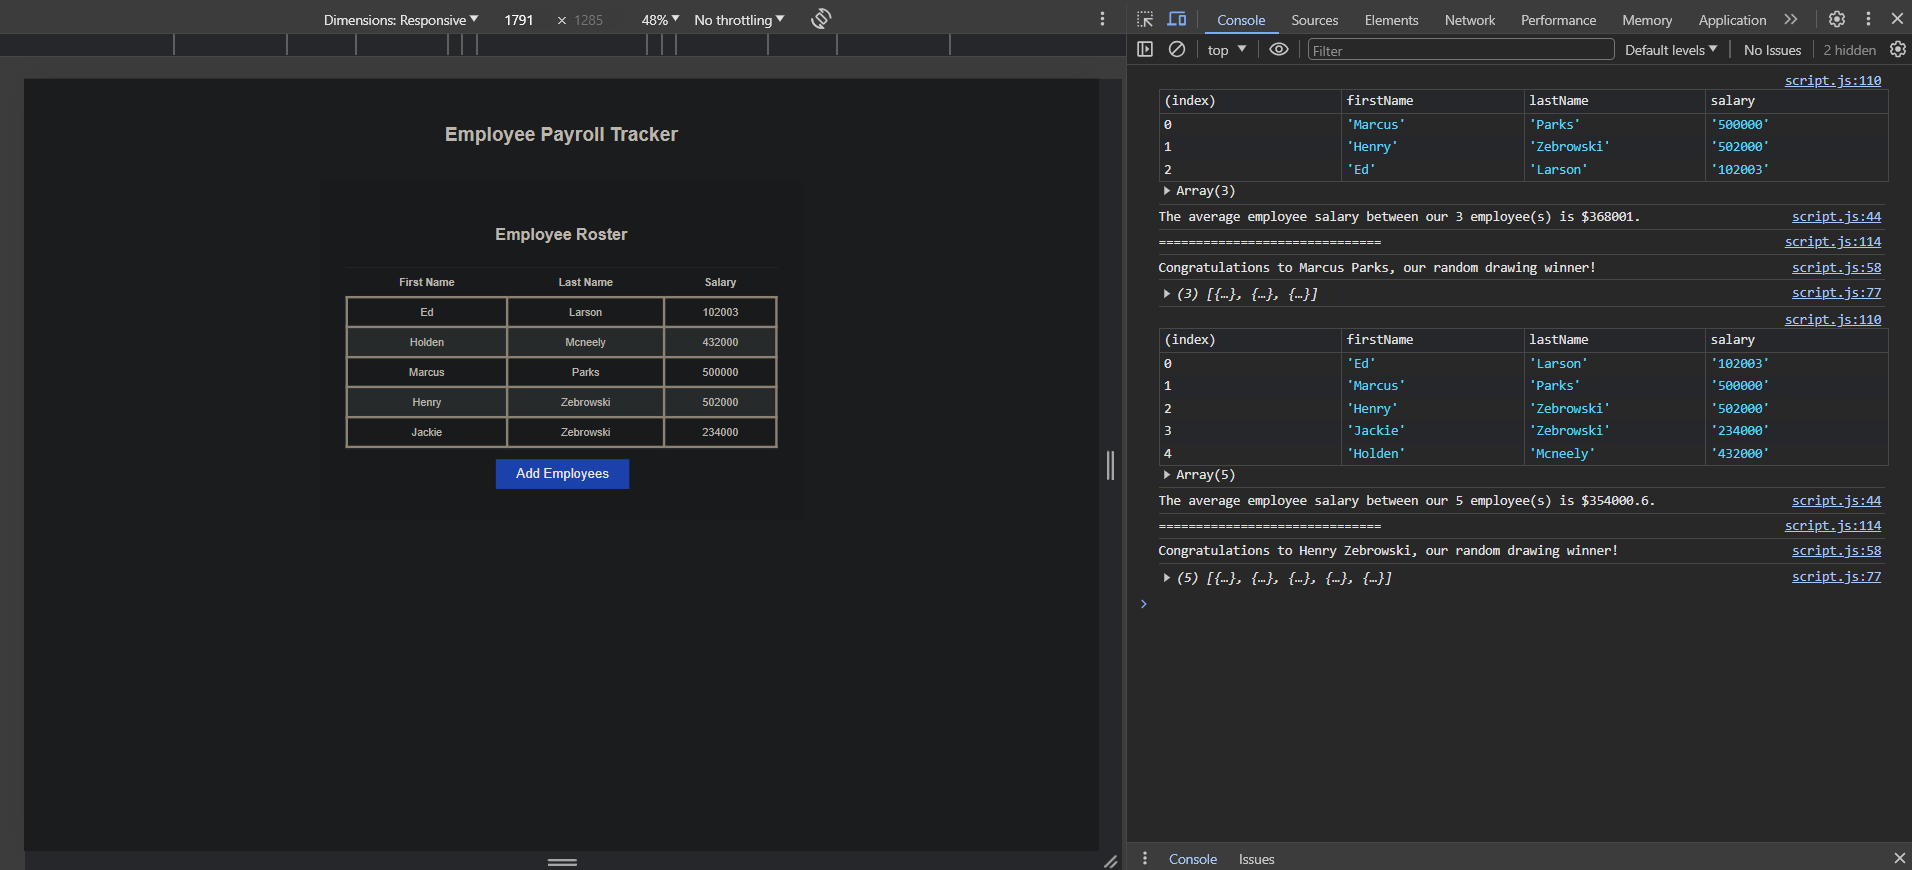 Dimensions: Responsive 1791 × 1285 48% No throttling
Employee Payroll Tracker
Employee Roster
First Name Last Name Salary
Ed Larson 102003
Holden Mcneely 432000
Marcus Parks 500000
Henry Zebrowski 502000
Jackie Zebrowski 234000
Add Employees
Console Sources Elements Network Performance Memory Application
top Filter Default levels No Issues 2 hidden
script.js:110
(index) firstName lastName salary
0 'Marcus' 'Parks' '500000'
1 'Henry' 'Zebrowski' '502000'
2 'Ed' 'Larson' '102003'
Array(3)
The average employee salary between our 3 employee(s) is $368001. script.js:44
============================== script.js:114
Congratulations to Marcus Parks, our random drawing winner! script.js:58
(3) [{…}, {…}, {…}] script.js:77
script.js:110
(index) firstName lastName salary
0 'Ed' 'Larson' '102003'
1 'Marcus' 'Parks' '500000'
2 'Henry' 'Zebrowski' '502000'
3 'Jackie' 'Zebrowski' '234000'
4 'Holden' 'Mcneely' '432000'
Array(5)
The average employee salary between our 5 employee(s) is $354000.6. script.js:44
============================== script.js:114
Congratulations to Henry Zebrowski, our random drawing winner! script.js:58
(5) [{…}, {…}, {…}, {…}, {…}] script.js:77
Console Issues